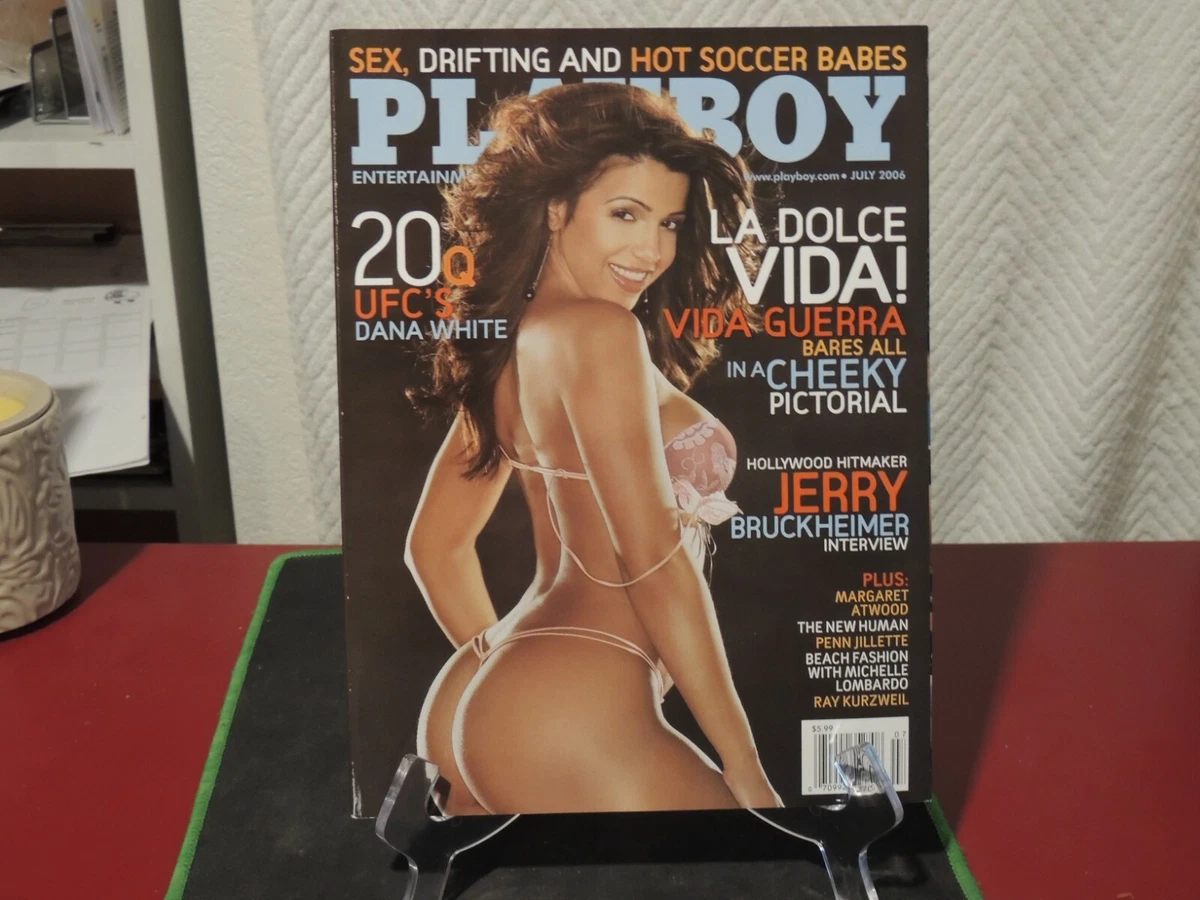 SEX, DRIFTING AND HOT SOCCER BABES
PLAYBOY
ENTERTAINM
www.playboy.com • JULY 2006
20Q
UFC'S
DANA WHITE
LA DOLCE
VIDA!
VIDA GUERRA
BARES ALL
IN A CHEEKY
PICTORIAL
HOLLYWOOD HITMAKER
JERRY
BRUCKHEIMER
INTERVIEW
PLUS:
MARGARET
ATWOOD
THE NEW HUMAN
PENN JILLETTE
BEACH FASHION
WITH MICHELLE
LOMBARDO
RAY KURZWEIL
$5.99
07